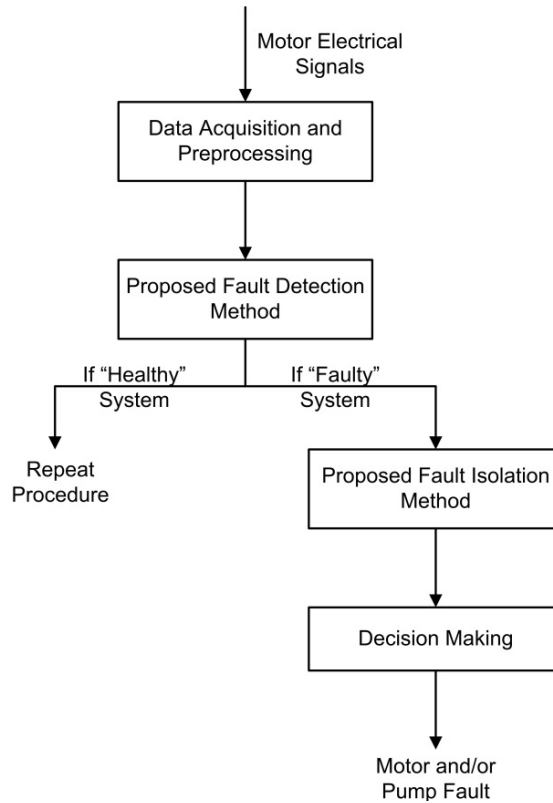 Motor Electrical
Signals
Data Acquisition and
Preprocessing
Proposed Fault Detection
Method
If “Healthy”
System
If “Faulty”
System
Repeat
Procedure
Proposed Fault Isolation
Method
Decision Making
Motor and/or
Pump Fault